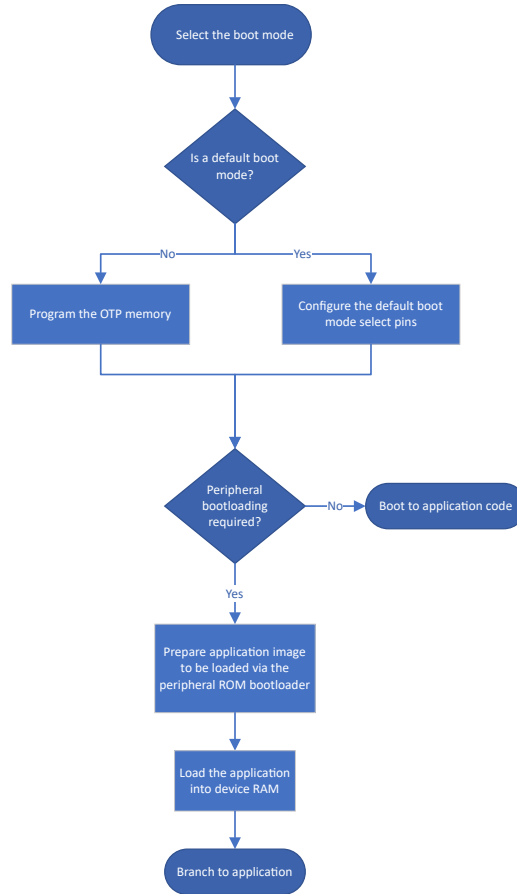 Select the boot mode
Is a default boot
mode?
No
Yes
Program the OTP memory
Configure the default boot
mode select pins
Peripheral
bootloading
required?
No
Boot to application code
Yes
Prepare application image
to be loaded via the
peripheral ROM bootloader
Load the application
into device RAM
Branch to application